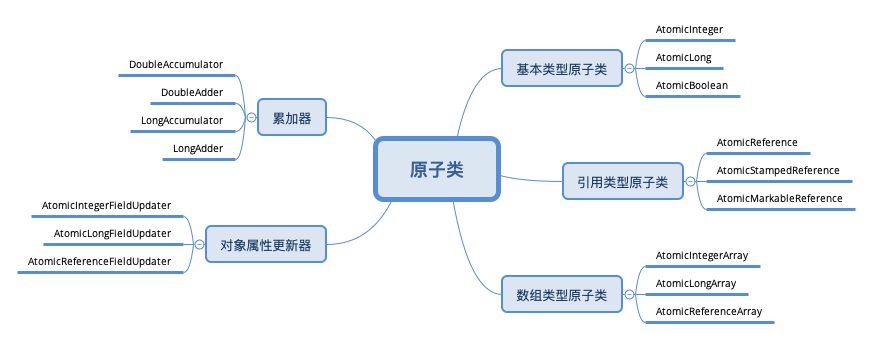 原子类
基本类型原子类
AtomicInteger
AtomicLong
AtomicBoolean
引用类型原子类
AtomicReference
AtomicStampedReference
AtomicMarkableReference
数组类型原子类
AtomicIntegerArray
AtomicLongArray
AtomicReferenceArray
累加器
DoubleAccumulator
DoubleAdder
LongAccumulator
LongAdder
对象属性更新器
AtomicIntegerFieldUpdater
AtomicLongFieldUpdater
AtomicReferenceFieldUpdater